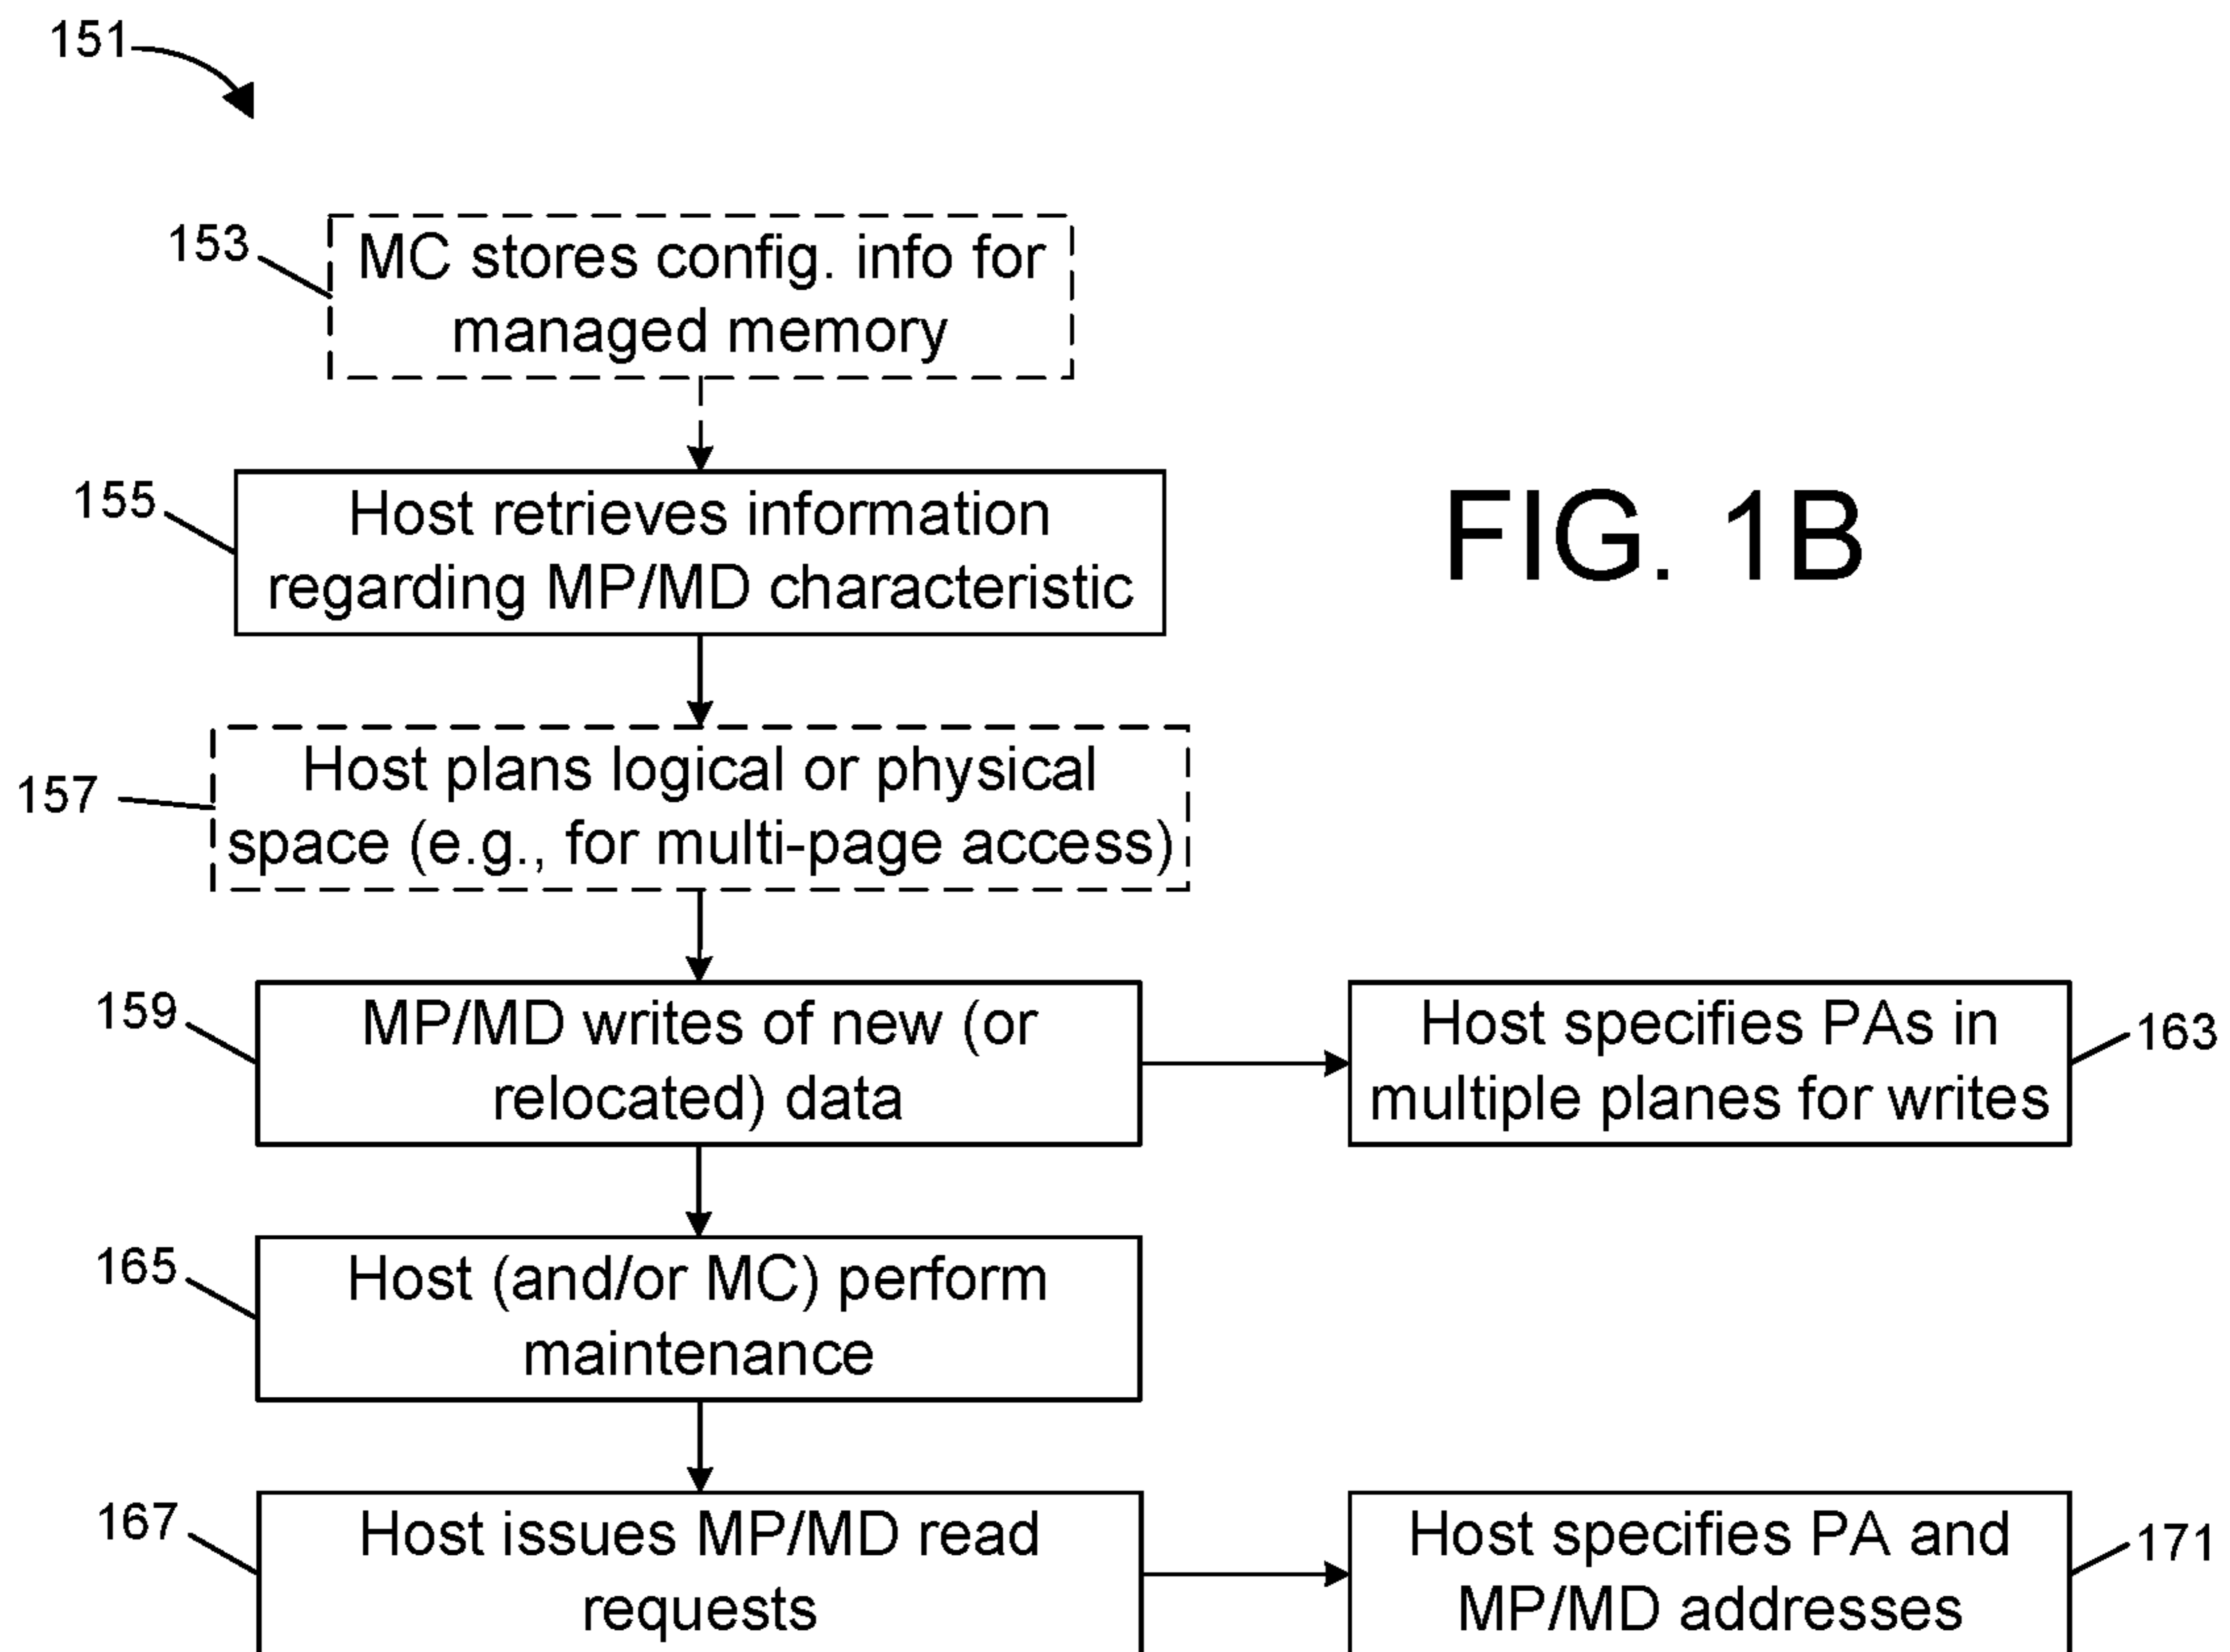 151
153
MC stores config. info for
managed memory
155
Host retrieves information
regarding MP/MD characteristic
FIG. 1B
157
Host plans logical or physical
space (e.g., for multi-page access)
159
MP/MD writes of new (or
relocated) data
Host specifies PAs in
multiple planes for writes
163
165
Host (and/or MC) perform
maintenance
167
Host issues MP/MD read
requests
Host specifies PA and
MP/MD addresses
171